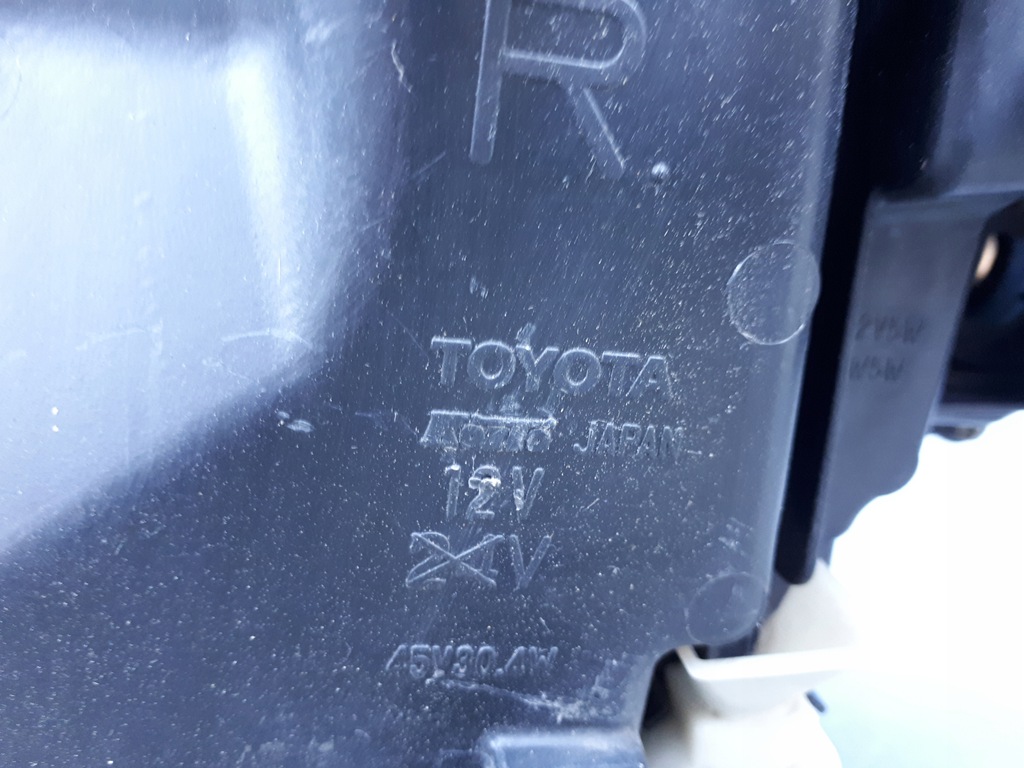 R.
TOYOTA
JAPAN
12V
24V
45V30.4W